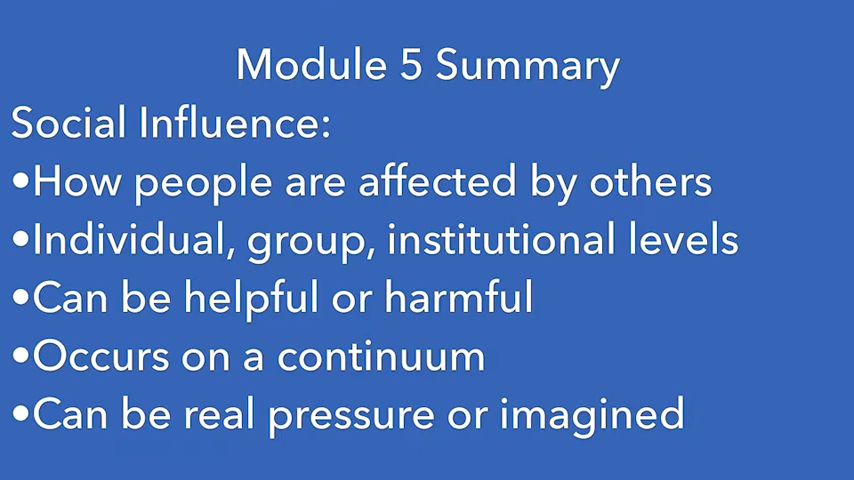 Module 5 Summary
Social Influence:
•How people are affected by others
•Individual, group, institutional levels
•Can be helpful or harmful
•Occurs on a continuum
•Can be real pressure or imagined